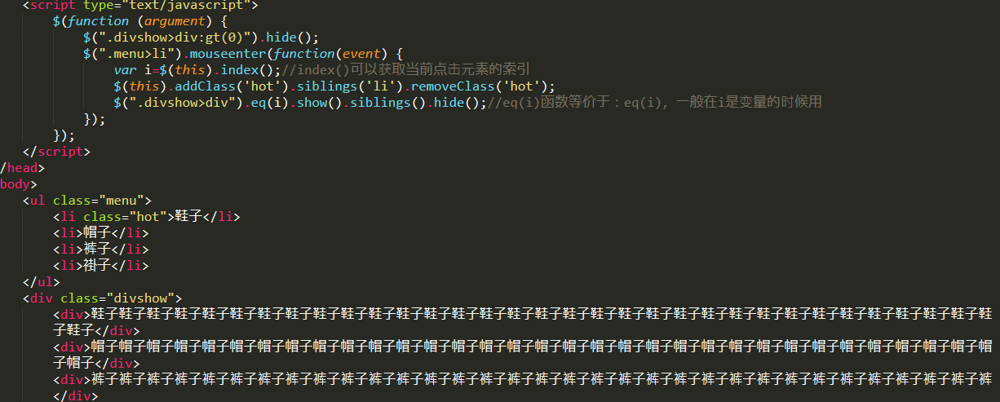 <script type="text/javascript">
$(function (argument) {
$(".divshow>div:gt(0)").hide();
$(".menu>li").mouseenter(function(event) {
var i=$(this).index();//index()可以获取当前点击元素的索引
$(this).addClass('hot').siblings('li').removeClass('hot');
$(".divshow>div").eq(i).show().siblings().hide();//eq(i)函数等价于：eq(i), 一般在i是变量的时候用
});
});
</script>
/head>
body>
<ul class="menu">
<li class="hot">鞋子</li>
<li>帽子</li>
<li>裤子</li>
<li>褂子</li>
</ul>
<div class="divshow">
<div>鞋子鞋子鞋子鞋子鞋子鞋子鞋子鞋子鞋子鞋子鞋子鞋子鞋子鞋子鞋子鞋子鞋子鞋子鞋子鞋子鞋子鞋子鞋子鞋子鞋子鞋子鞋子鞋子鞋子鞋子鞋子鞋子鞋
子鞋子</div>
<div>帽子帽子帽子帽子帽子帽子帽子帽子帽子帽子帽子帽子帽子帽子帽子帽子帽子帽子帽子帽子帽子帽子帽子帽子帽子帽子帽子帽子帽子帽子帽子帽子帽
子帽子</div>
<div>裤子裤子裤子裤子裤子裤子裤子裤子裤子裤子裤子裤子裤子裤子裤子裤子裤子裤子裤子裤子裤子裤子裤子裤子裤子裤子裤子裤子裤子裤子裤子裤子裤
</div>